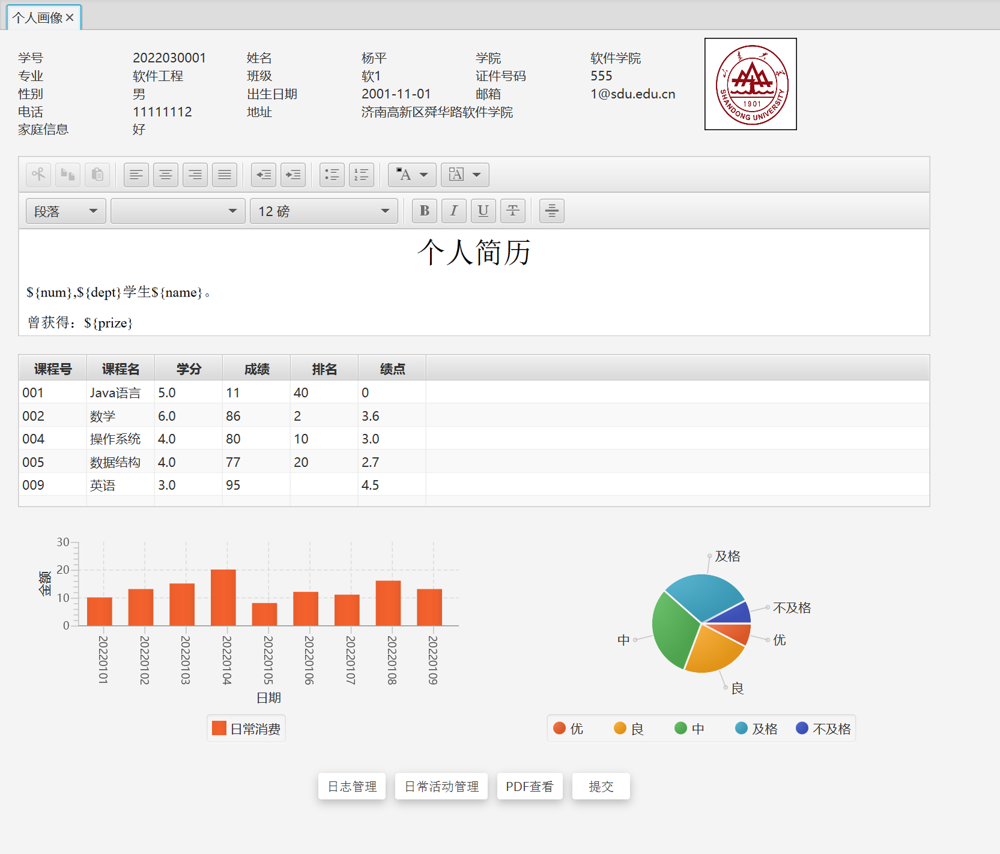 个人画像
学号 2022030001 姓名 杨平 学院 软件学院
专业 软件工程 班级 软1 证件号码 555
性别 男 出生日期 2001-11-01 邮箱 1@sdu.edu.cn
电话 11111112 地址 济南高新区舜华路软件学院
家庭信息 好
1901
SHANDONG UNIVERSITY
段落 12 磅 B I U T
个人简历
${num},${dept}学生${name}。
曾获得：${prize}
课程号 课程名 学分 成绩 排名 绩点
001 Java语言 5.0 11 40 0
002 数学 6.0 86 2 3.6
004 操作系统 4.0 80 10 3.0
005 数据结构 4.0 77 20 2.7
009 英语 3.0 95 4.5
金额
30
20
10
0
20220101 20220102 20220103 20220104 20220105 20220106 20220107 20220108 20220109
日期
日常消费
及格
不及格
中
优
良
优 良 中 及格 不及格
日志管理 日常活动管理 PDF查看 提交